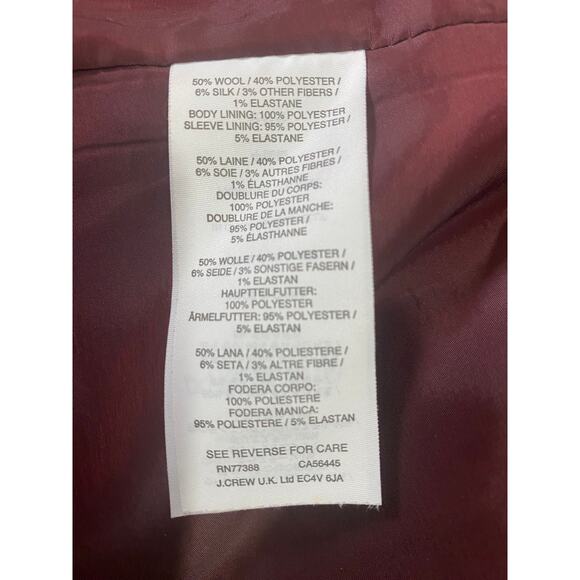 50% WOOL / 40% POLYESTER /
6% SILK / 3% OTHER FIBERS /
1% ELASTANE
BODY LINING: 100% POLYESTER
SLEEVE LINING: 95% POLYESTER /
5% ELASTANE
50% LAINE / 40% POLYESTER /
6% SOIE / 3% AUTRES FIBRES /
1% ÉLASTHANNE
DOUBLURE DU CORPS:
100% POLYESTER
DOUBLURE DE LA MANCHE:
95% POLYESTER /
5% ÉLASTHANNE
50% WOLLE / 40% POLYESTER /
6% SEIDE / 3% SONSTIGE FASERN /
1% ELASTAN
HAUPTTEILFUTTER:
100% POLYESTER
ÄRMELFUTTER: 95% POLYESTER /
5% ELASTAN
50% LANA / 40% POLIESTERE /
6% SETA / 3% ALTRE FIBRE /
1% ELASTAN
FODERA CORPO:
100% POLIESTERE
FODERA MANICA:
95% POLIESTERE / 5% ELASTAN
SEE REVERSE FOR CARE
RN77388 CA56445
J.CREW U.K. Ltd EC4V 6JA